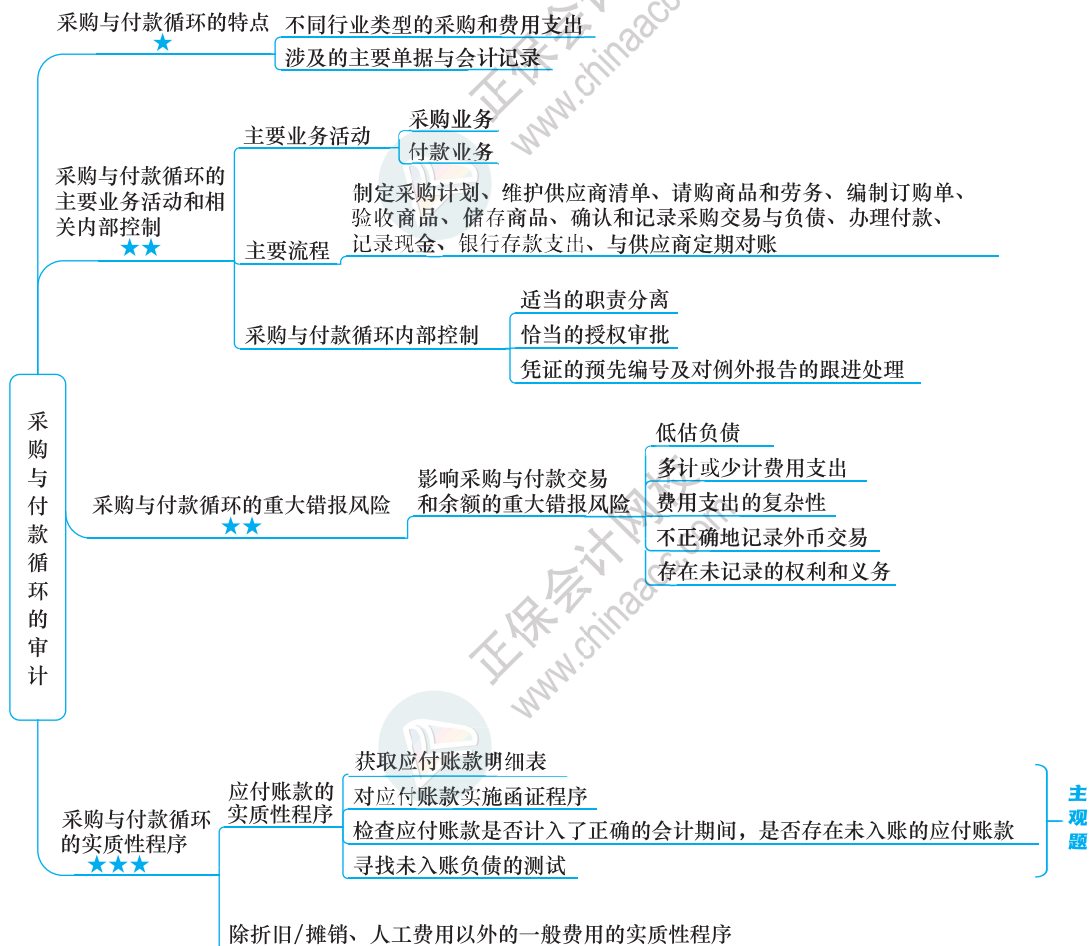 采购与付款循环的特点
★
不同行业类型的采购和费用支出
涉及的主要单据与会计记录
采购与付款循环的
主要业务活动和相
关内部控制
★★
主要业务活动
采购业务
付款业务
主要流程
制定采购计划、维护供应商清单、请购商品和劳务、编制订购单、
验收商品、储存商品、确认和记录采购交易与负债、办理付款、
记录现金、银行存款支出、与供应商定期对账
采购与付款循环内部控制
适当的职责分离
恰当的授权审批
凭证的预先编号及对例外报告的跟进处理
采购与付款循环的审计
采购与付款循环的重大错报风险
★★
影响采购与付款交易
和余额的重大错报风险
低估负债
多计或少计费用支出
费用支出的复杂性
不正确地记录外币交易
存在未记录的权利和义务
采购与付款循环
的实质性程序
★★★
应付账款的
实质性程序
获取应付账款明细表
对应付账款实施函证程序
检查应付账款是否计入了正确的会计期间，是否存在未入账的应付账款
寻找未入账负债的测试
主观题
除折旧/摊销、人工费用以外的一般费用的实质性程序
正保会计
www.chinaacc
正保会计网校
www.chinaacc.com